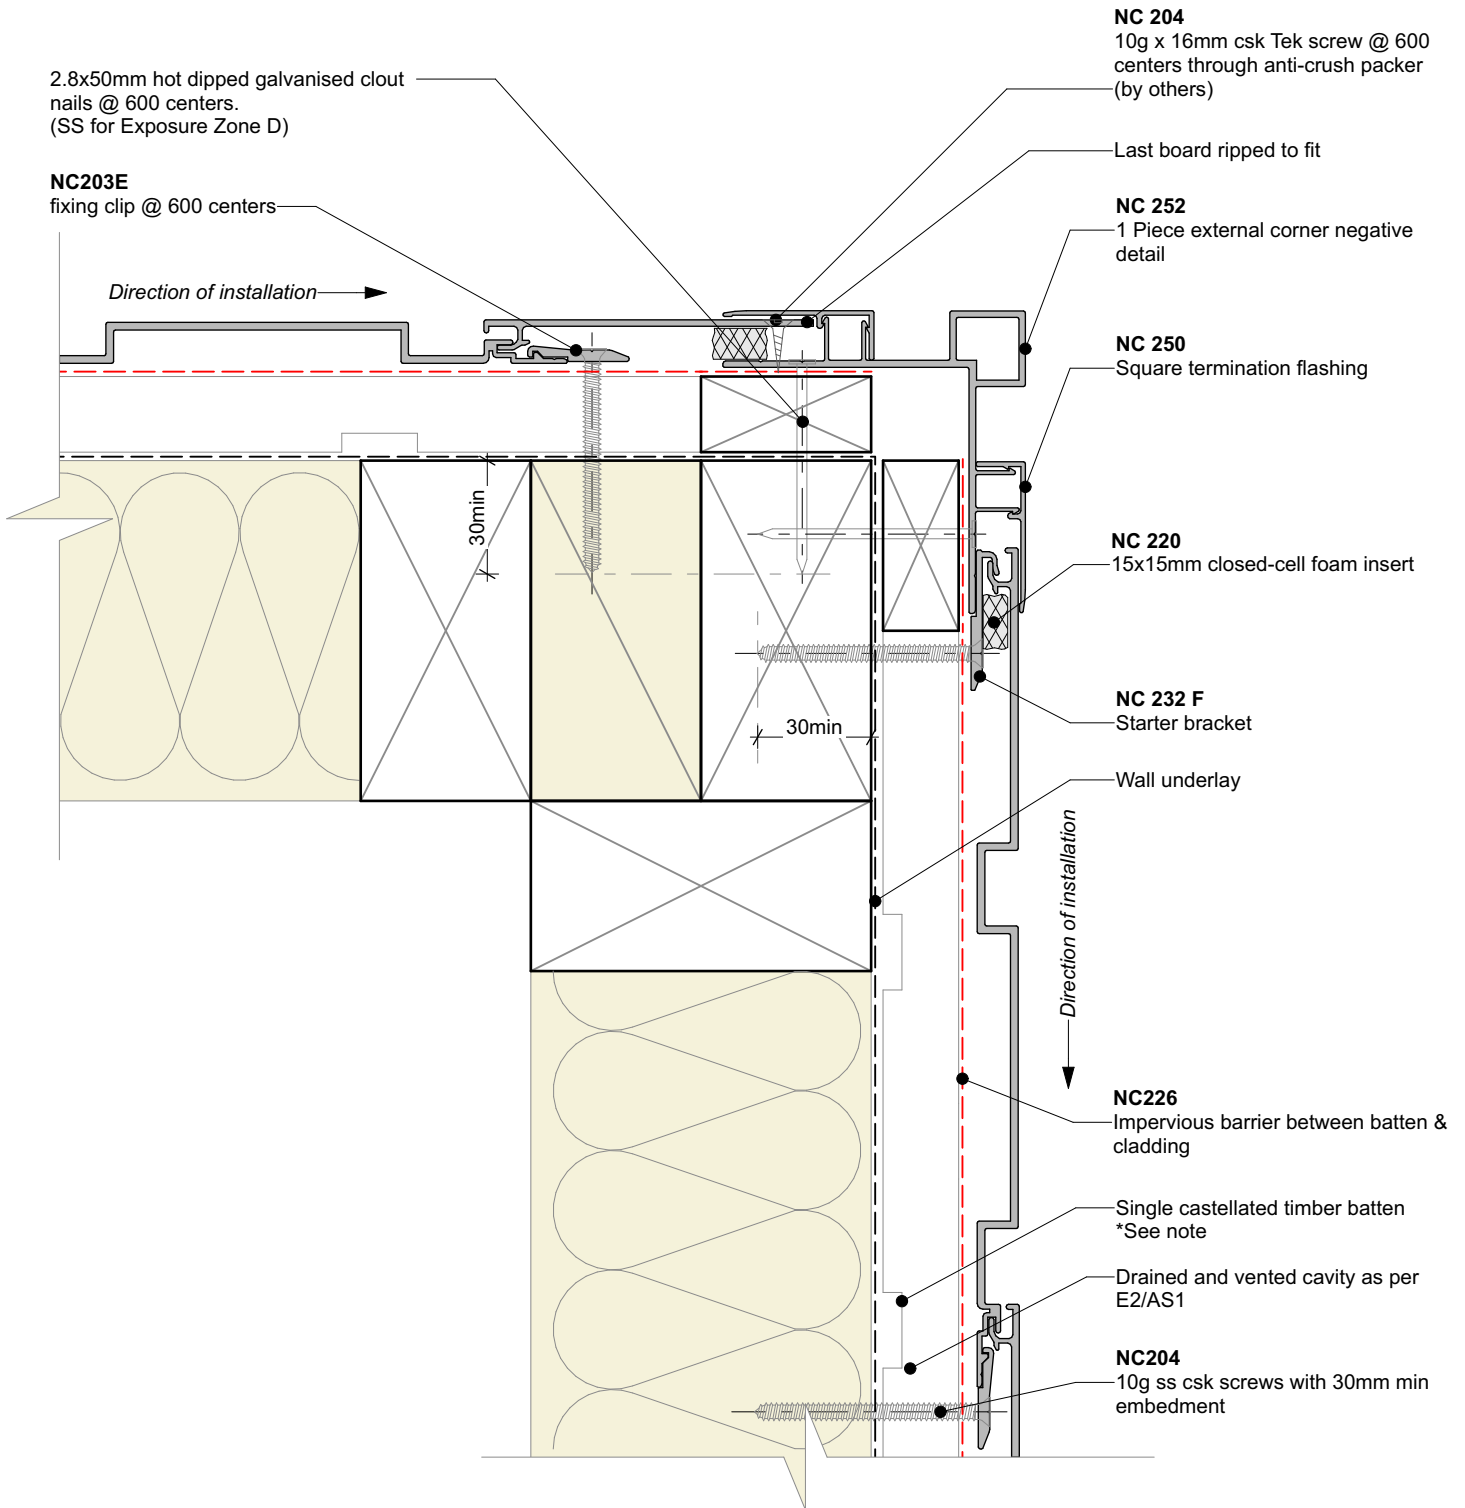 2.8x50mm hot dipped galvanised clout
nails @ 600 centers.
(SS for Exposure Zone D)
NC203E
fixing clip @ 600 centers
Direction of installation
NC 204
10g x 16mm csk Tek screw @ 600
centers through anti-crush packer
(by others)
Last board ripped to fit
NC 252
1 Piece external corner negative
detail
NC 250
Square termination flashing
30min
NC 220
15x15mm closed-cell foam insert
NC 232 F
Starter bracket
30min
Wall underlay
Direction of installation
NC226
Impervious barrier between batten &
cladding
Single castellated timber batten
*See note
Drained and vented cavity as per
E2/AS1
NC204
10g ss csk screws with 30mm min
embedment